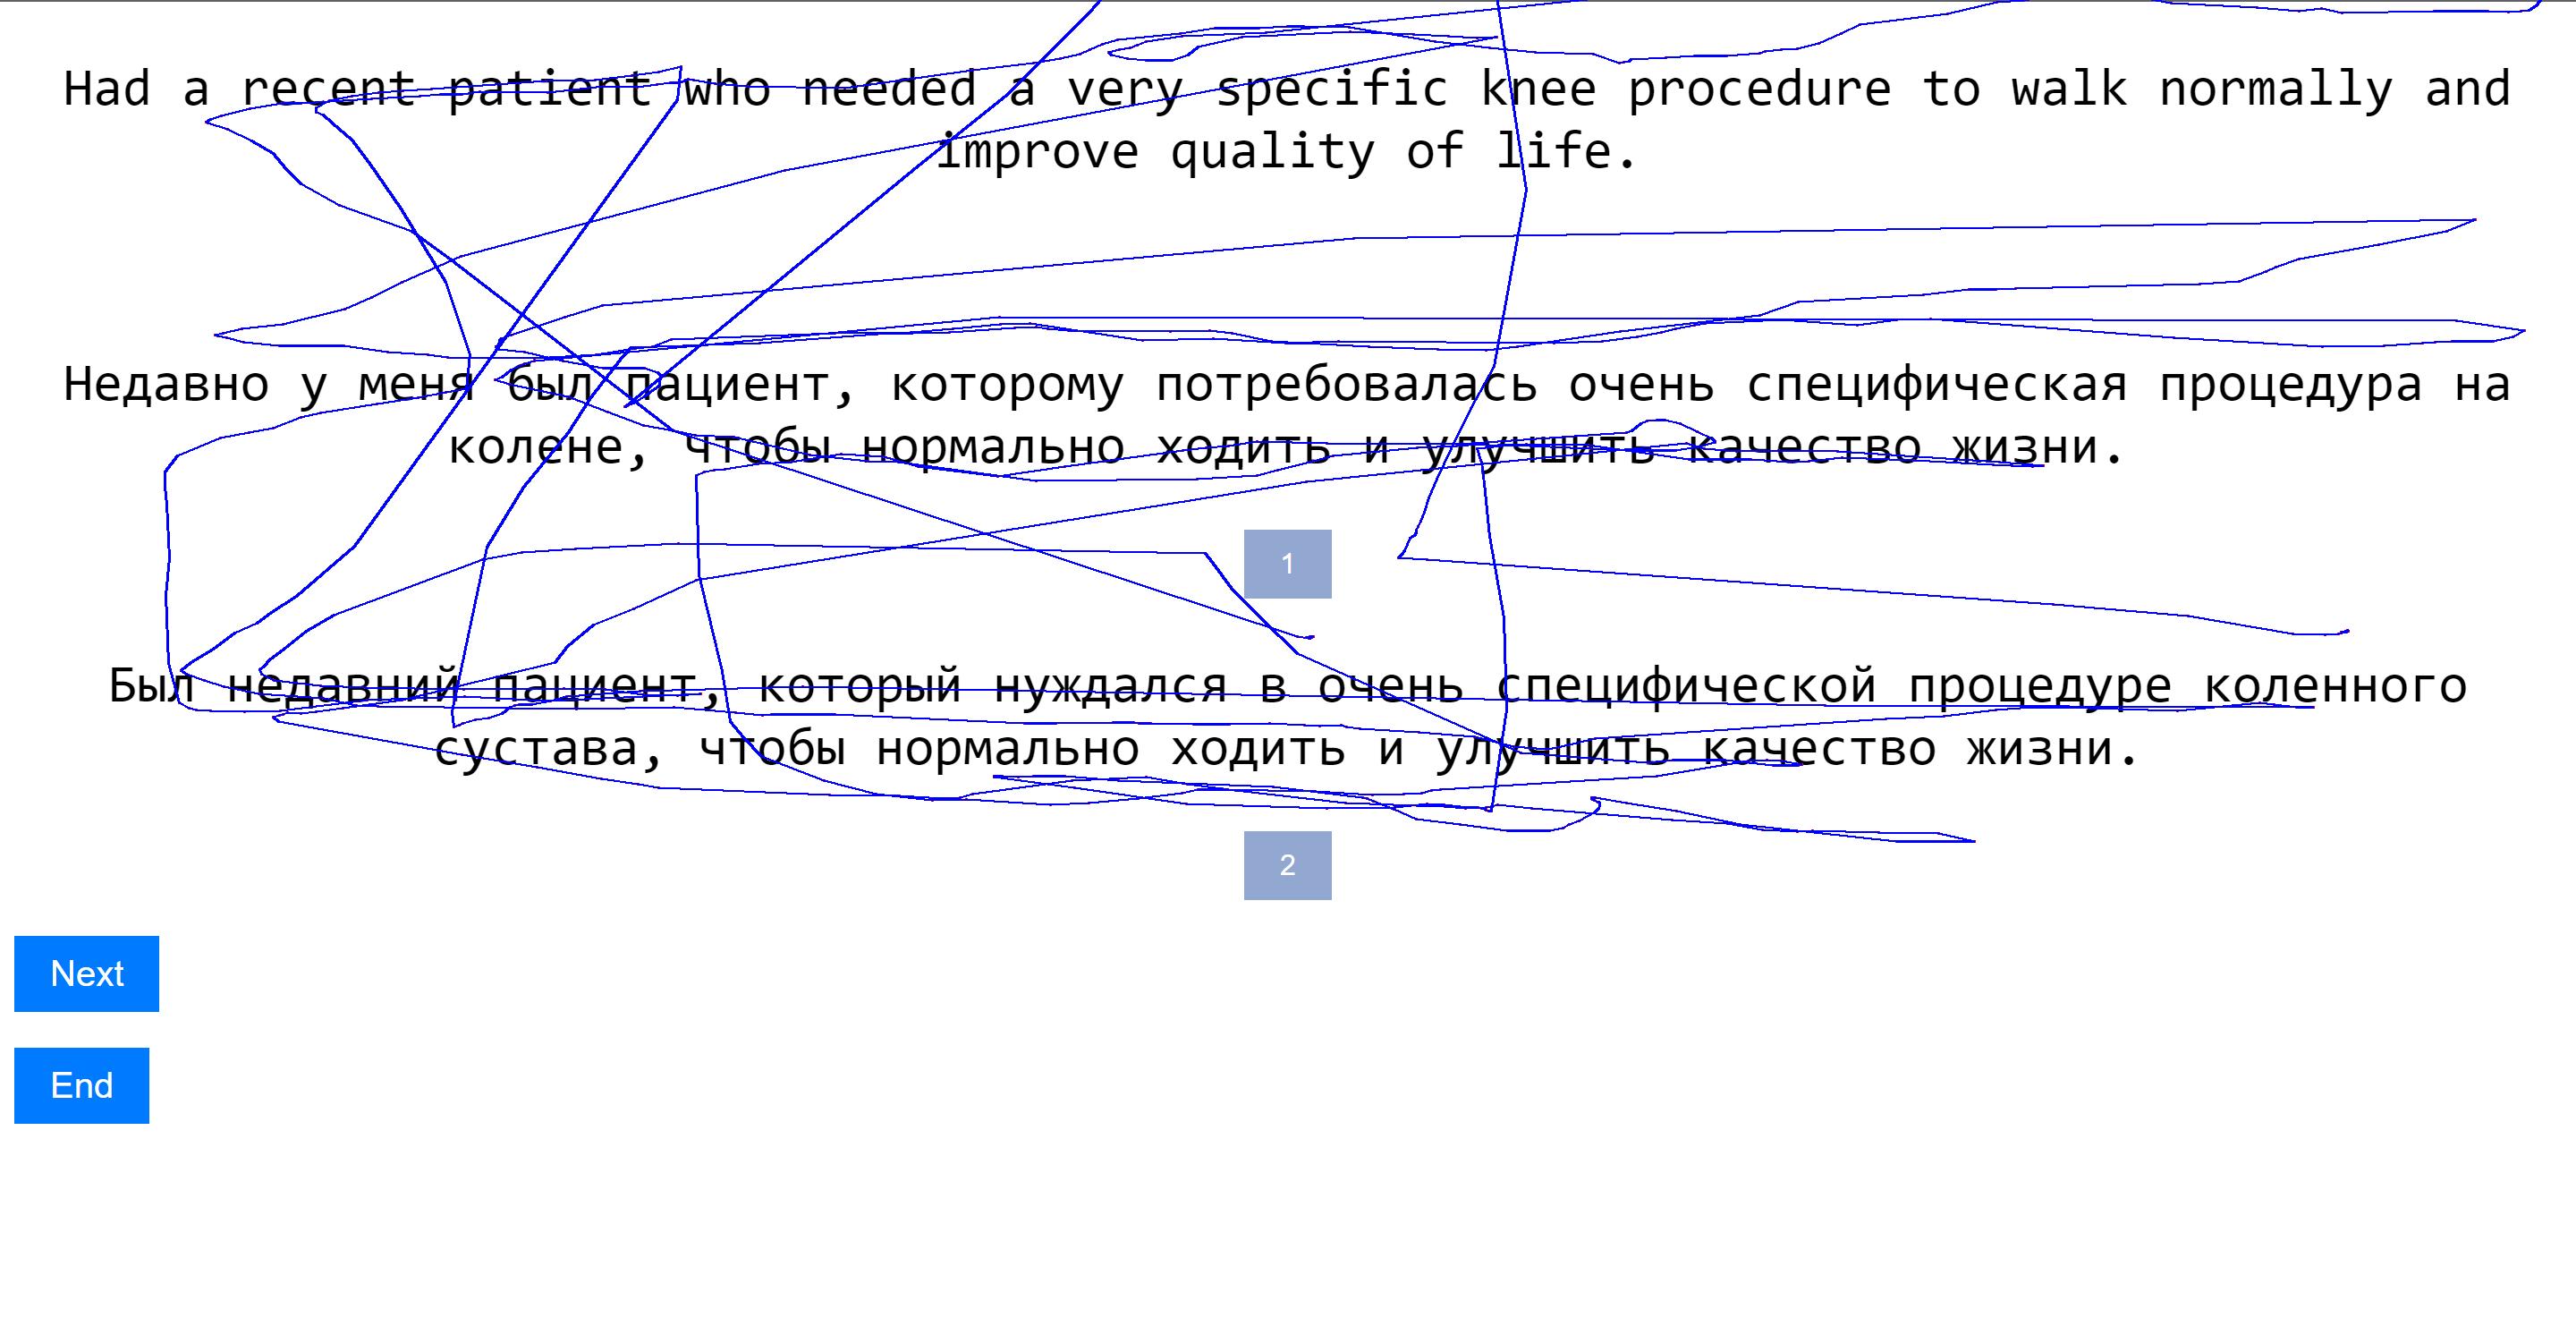 Had a recent patient who needed a very specific knee procedure to walk normally and
improve quality of life.
Недавно у меня был пациент, которому потребовалась очень специфическая процедура на
колене, чтобы нормально ходить и улучшить качество жизни.
1
Был недавний пациент, который нуждался в очень специфической процедуре коленного
сустава, чтобы нормально ходить и улучшить качество жизни.
2
Next
End